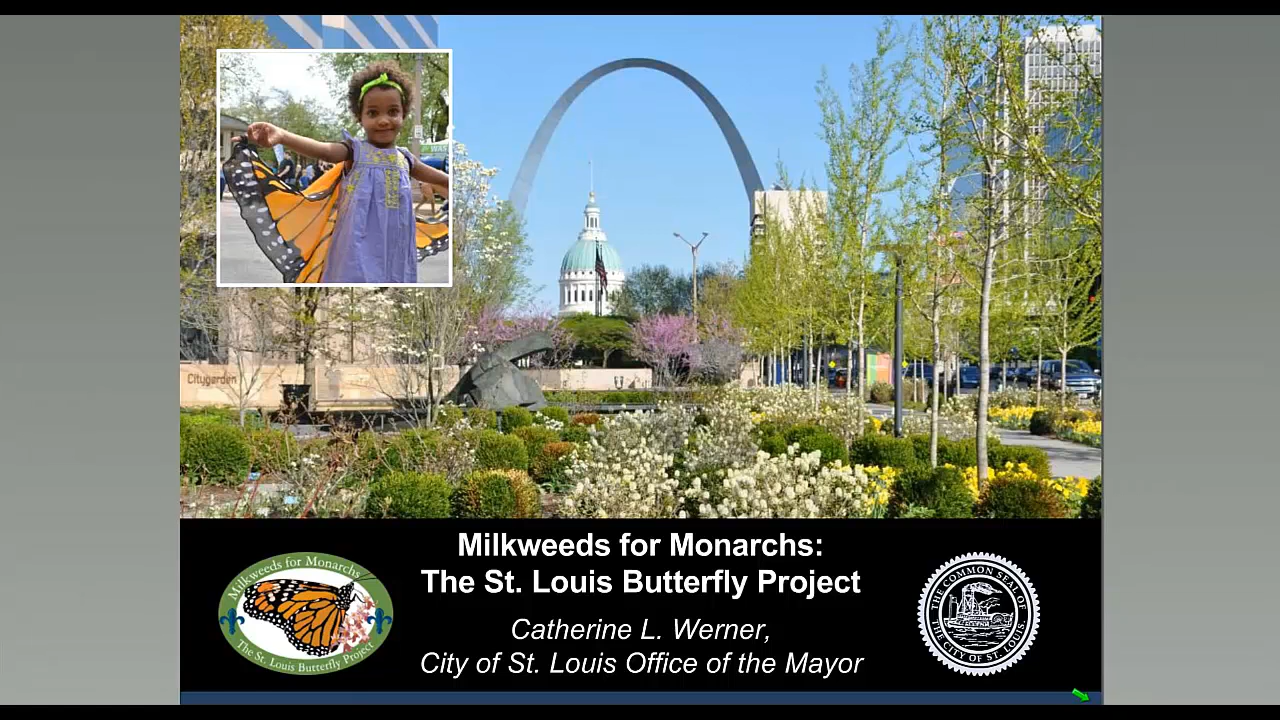 WAS
Citygarden
Milkweeds for Monarchs:
The St. Louis Butterfly Project
Catherine L. Werner,
City of St. Louis Office of the Mayor
Milkweeds for Monarchs
The St. Louis Butterfly Project
THE COMMON SEAL OF
THE CITY OF ST. LOUIS